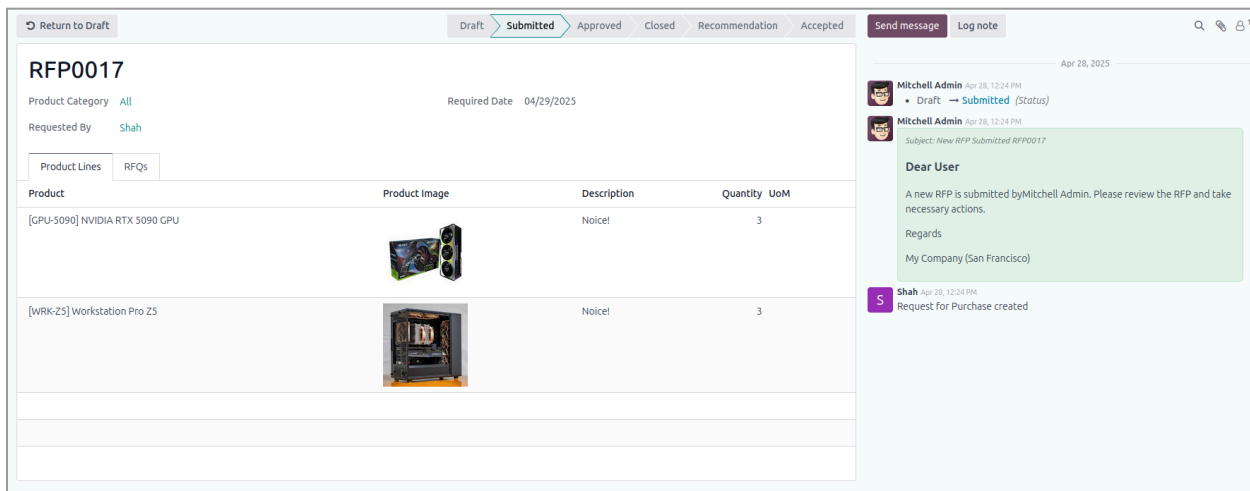 Return to Draft
Draft
Submitted
Approved
Closed
Recommendation
Accepted
Send message
Log note
RFP0017
Product Category All
Required Date 04/29/2025
Requested By Shah
Product Lines
RFQs
Product Product Image Description Quantity UoM
[GPU-5090] NVIDIA RTX 5090 GPU Noice! 3
[WRK-Z5] Workstation Pro Z5 Noice! 3
Apr 28, 2025
Mitchell Admin Apr 28, 12:24 PM
• Draft → Submitted (Status)
Mitchell Admin Apr 28, 12:24 PM
Subject: New RFP Submitted RFP0017
Dear User
A new RFP is submitted byMitchell Admin. Please review the RFP and take
necessary actions.
Regards
My Company (San Francisco)
S
Shah Apr 28, 12:24 PM
Request for Purchase created